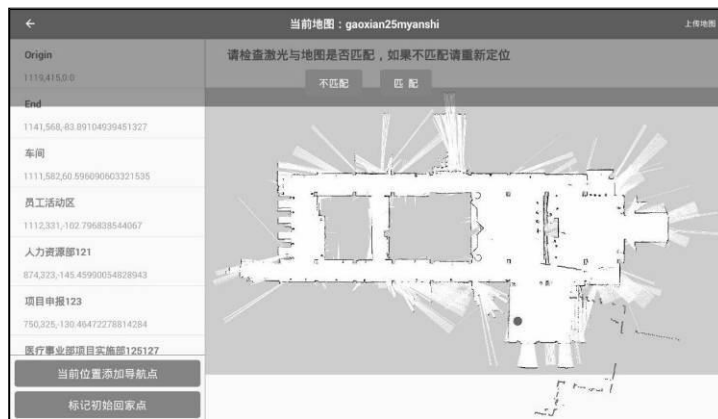 ←
当前地图：gaoxian25myanshi
上传地图
请检查激光与地图是否匹配，如果不匹配请重新定位
不匹配
匹 配
Origin
1119,415,0.0
End
1141,568,-83.89104939451327
车间
1111,582,60.596090603321535
员工活动区
1112,331,-102.796838544067
人力资源部121
874,323,-145.45990054828943
项目申报123
750,325,-130.46472278814284
医疗事业部项目实施部125127
当前位置添加导航点
标记初始回家点